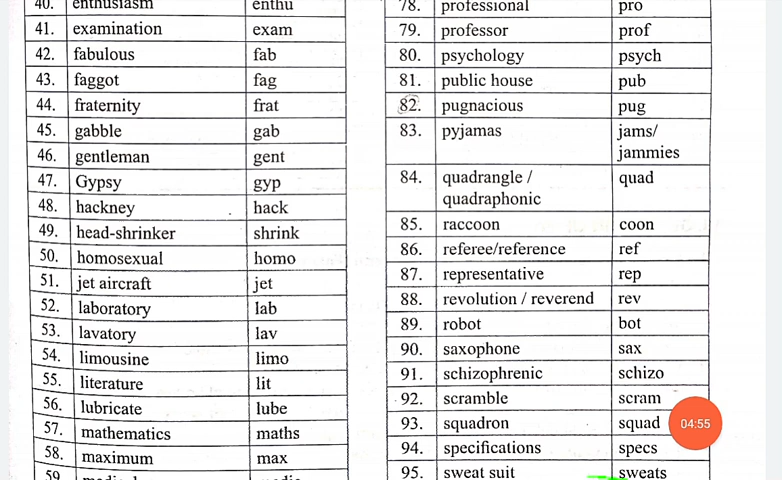 40. enthusiasm enthu
41. examination exam
42. fabulous fab
43. faggot fag
44. fraternity frat
45. gabble gab
46. gentleman gent
47. Gypsy gyp
48. hackney hack
49. head-shrinker shrink
50. homosexual homo
51. jet aircraft jet
52. laboratory lab
53. lavatory lav
54. limousine limo
55. literature lit
56. lubricate lube
57. mathematics maths
58. maximum max
59.
78. professional pro
79. professor prof
80. psychology psych
81. public house pub
82. pugnacious pug
83. pyjamas jams/
jammies
84. quadrangle / quad
quadraphonic
85. raccoon coon
86. referee/reference ref
87. representative rep
88. revolution / reverend rev
89. robot bot
90. saxophone sax
91. schizophrenic schizo
92. scramble scram
93. squadron squad
94. specifications specs
95. sweat suit sweats
04:55